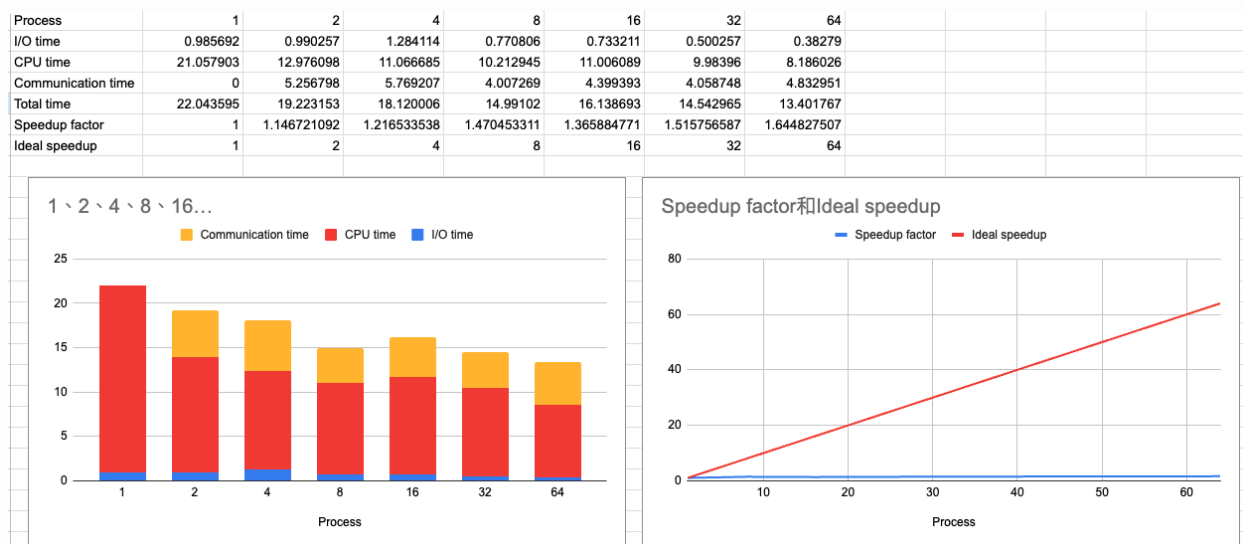 Process 1 2 4 8 16 32 64
I/O time 0.985692 0.990257 1.284114 0.770806 0.733211 0.500257 0.38279
CPU time 21.057903 12.976098 11.066685 10.212945 11.006089 9.98396 8.186026
Communication time 0 5.256798 5.769207 4.007269 4.399393 4.058748 4.832951
Total time 22.043595 19.223153 18.120006 14.99102 16.138693 14.542965 13.401767
Speedup factor 1 1.146721092 1.216533538 1.470453311 1.365884771 1.515756587 1.644827507
Ideal speedup 1 2 4 8 16 32 64
1、2、4、8、16...
Communication time CPU time I/O time
25
20
15
10
5
0
1 2 4 8 16 32 64
Process
Speedup factor和Ideal speedup
Speedup factor Ideal speedup
80
60
40
20
0
10 20 30 40 50 60
Process